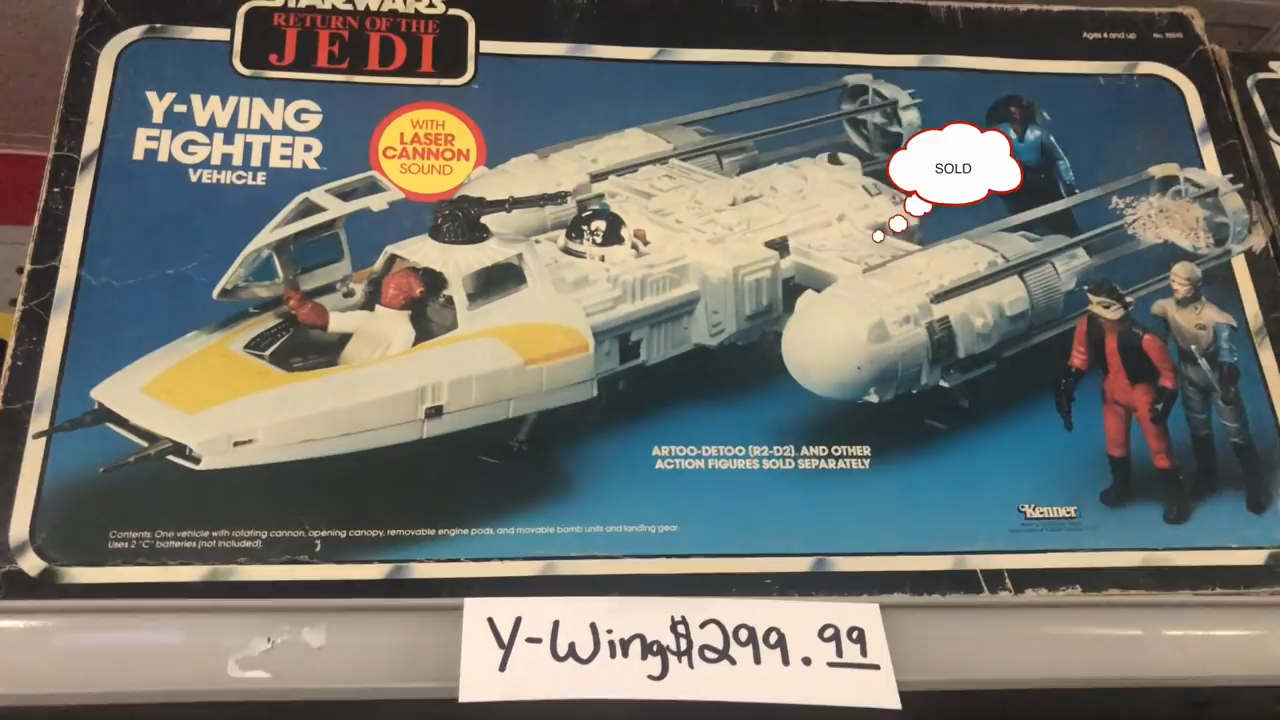 STAR WARS
RETURN OF THE
JEDI
Ages 4 and up
Y-WING
FIGHTER
VEHICLE
WITH
LASER
CANNON
SOUND
SOLD
ARTOO-DETOO (R2-D2) AND OTHER
ACTION FIGURES SOLD SEPARATELY
Kenner
Contents: One vehicle with rotating cannon, opening canopy, removable engine pods, and movable bomb units and landing gear.
Uses 2 "C" batteries (not included).
Y-Wing $299.99